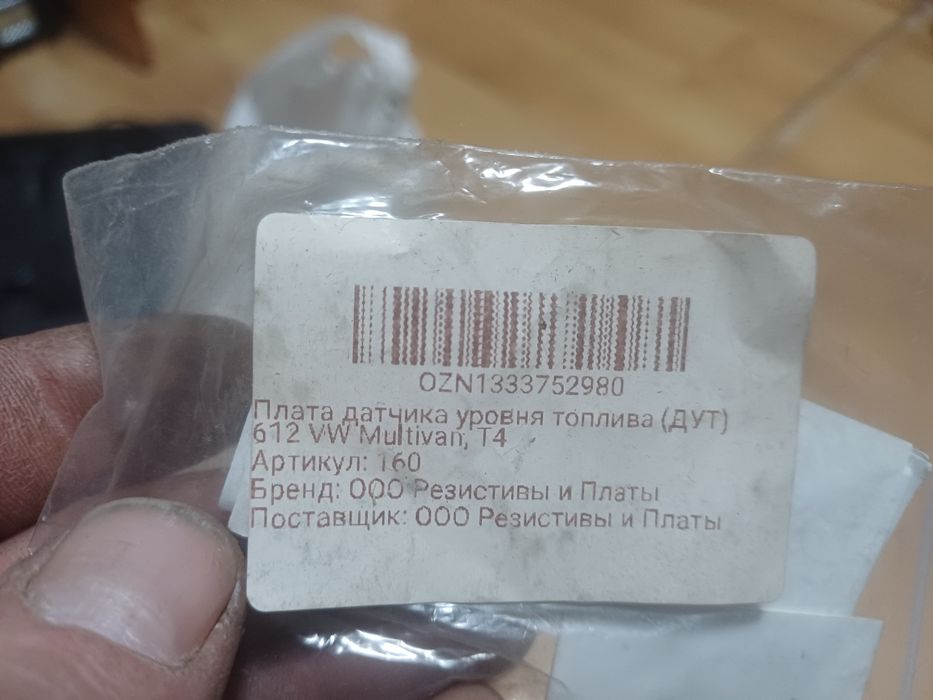 OZN1333752980
Плата датчика уровня топлива (ДУТ)
612 VW Multivan, T4
Артикул: 160
Бренд: ООО Резистивы и Платы
Поставщик: ООО Резистивы и Платы